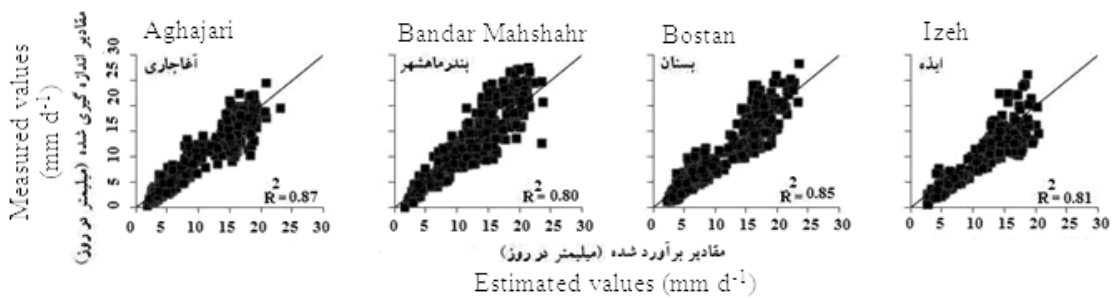 Aghajari
Bandar Mahshahr
Bostan
Izeh
Measured values
(mm d-1)
مقادیر اندازه گیری شده (میلیمتر در روز)
آغاجاری
بندرماهشهر
بستان
ایذه
30
25
20
15
10
5
0
R2=0.87
R2=0.80
R2=0.85
R2=0.81
0 5 10 15 20 25 30
0 5 10 15 20 25 30
0 5 10 15 20 25 30
0 5 10 15 20 25 30
مقادیر برآورد شده (میلیمتر در روز)
Estimated values (mm d-1)